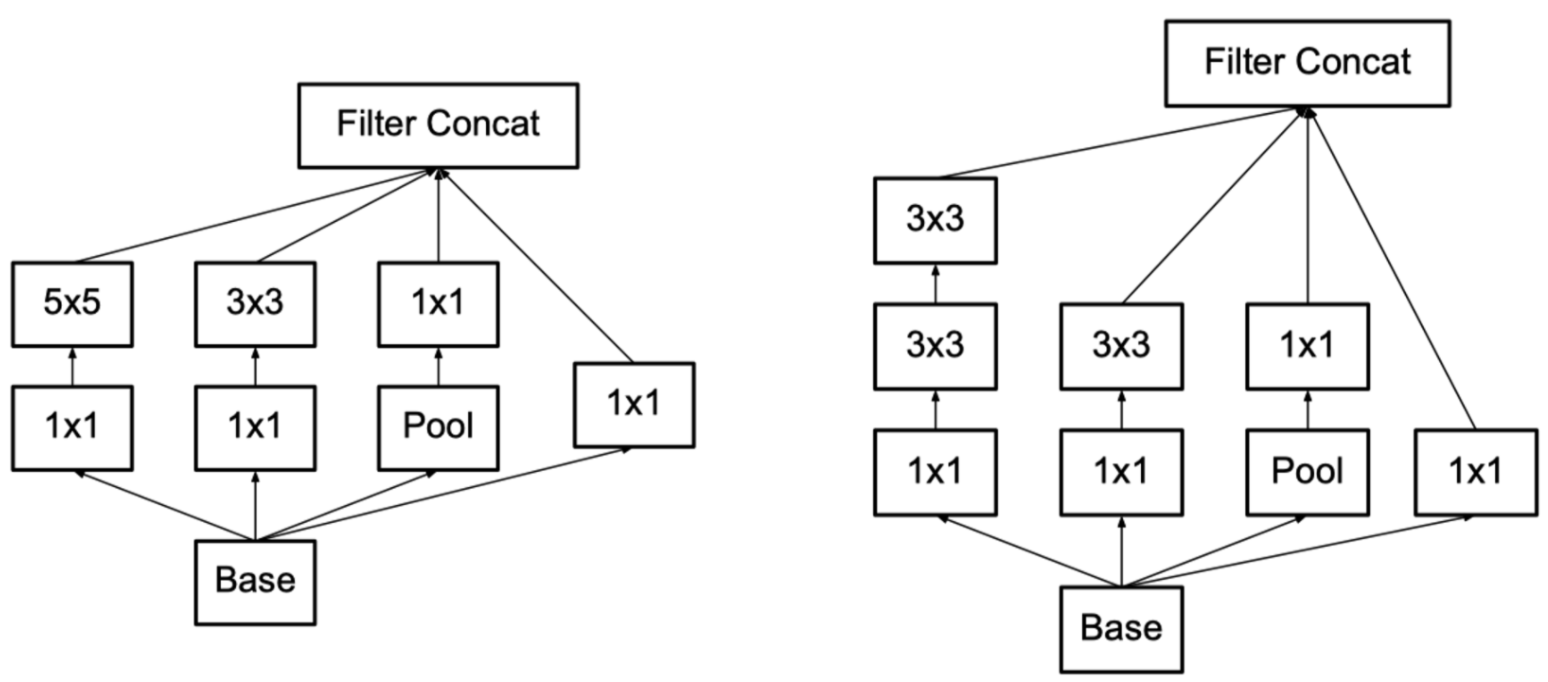 Filter Concat
5x5
3x3
1x1
1x1
1x1
1x1
Pool
Base
Filter Concat
3x3
3x3
3x3
1x1
1x1
1x1
Pool
1x1
Base